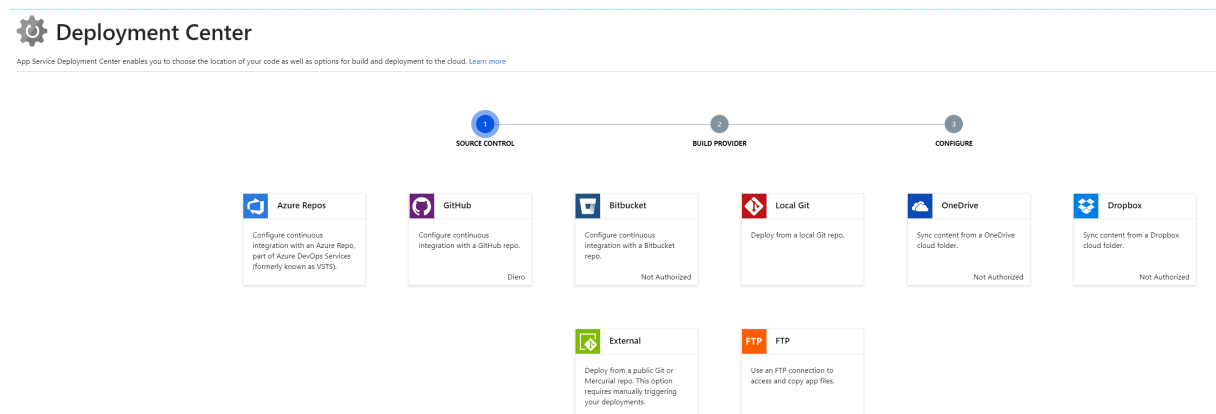 Deployment Center
App Service Deployment Center enables you to choose the location of your code as well as options for build and deployment to the cloud. Learn more
1
2
3
SOURCE CONTROL
BUILD PROVIDER
CONFIGURE
Azure Repos
Configure continuous
integration with an Azure Repo,
part of Azure DevOps Services
(formerly known as VSTS).
GitHub
Configure continuous
integration with a GitHub repo.
Diero
Bitbucket
Configure continuous
integration with a Bitbucket
repo.
Not Authorized
Local Git
Deploy from a local Git repo.
OneDrive
Sync content from a OneDrive
cloud folder.
Not Authorized
Dropbox
Sync content from a Dropbox
cloud folder.
Not Authorized
External
Deploy from a public Git or
Mercurial repo. This option
requires manually triggering
your deployments.
FTP
FTP
Use an FTP connection to
access and copy app files.